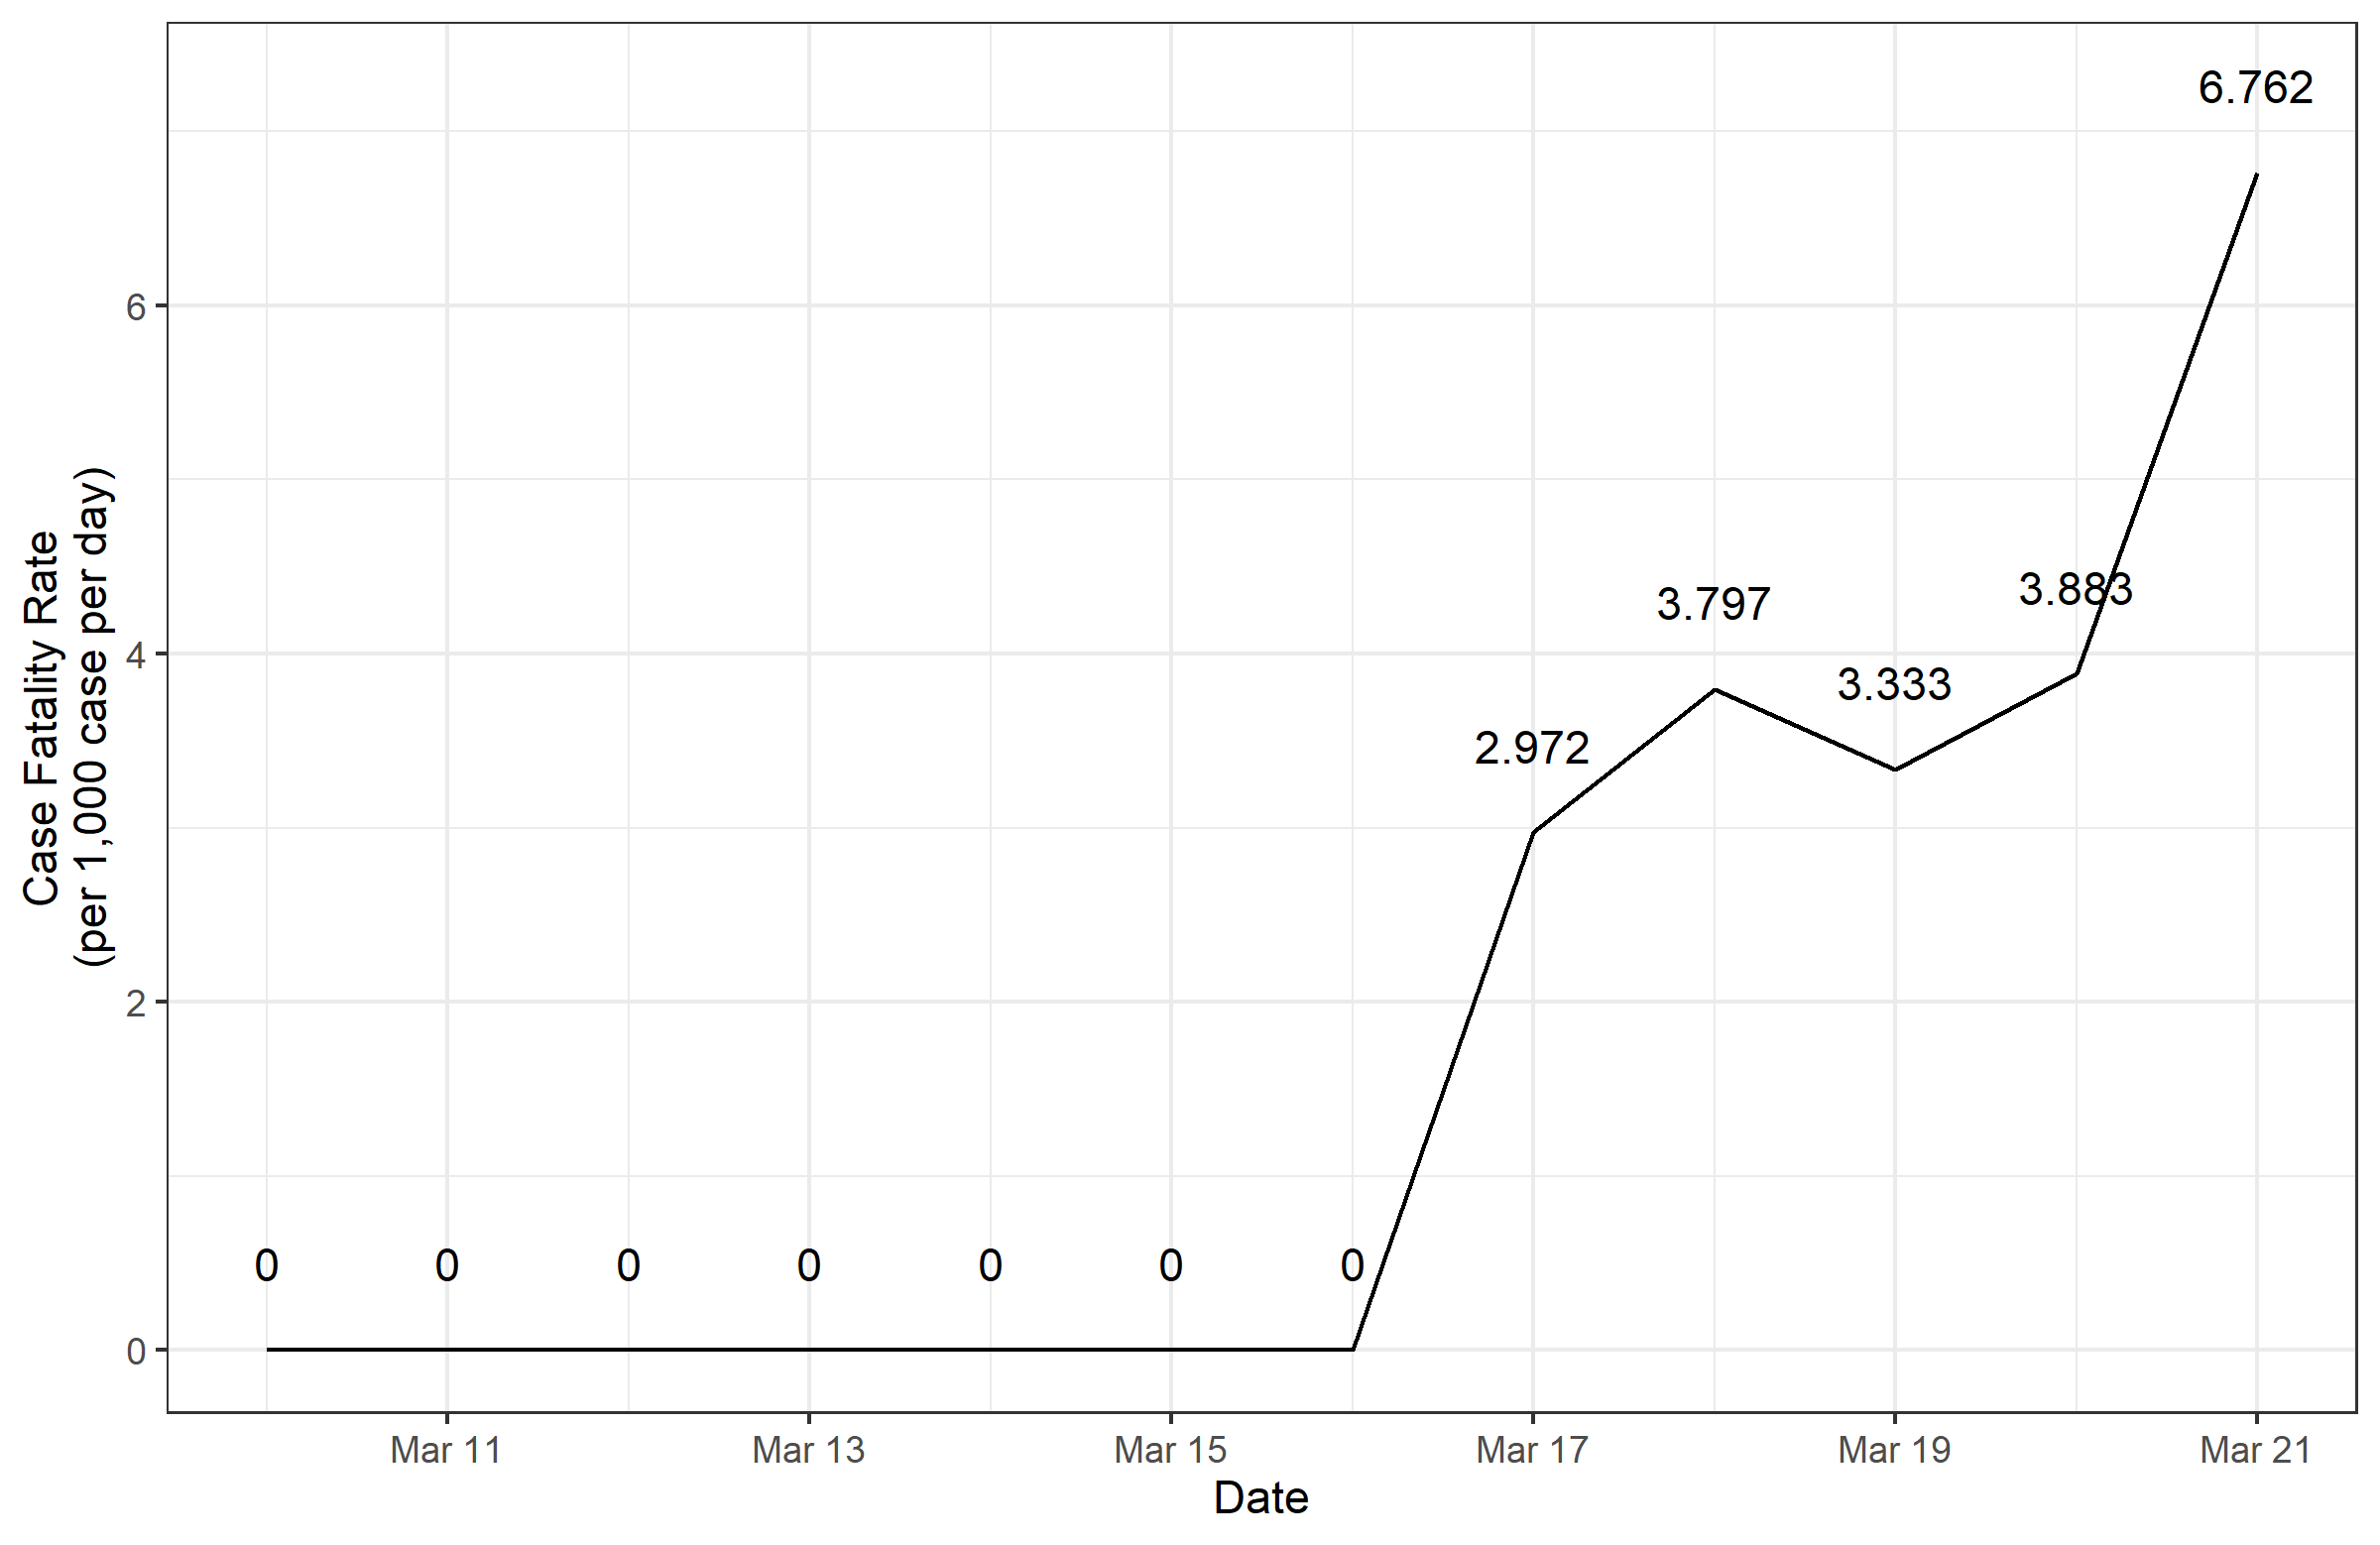 6.762
6
3.883
3.797
4
3.333
2.972
Case Fatality Rate
(per 1,000 case per day)
2
0
0
0
0
0
0
0
0
Mar 11
Mar 13
Mar 15
Mar 17
Mar 19
Mar 21
Date